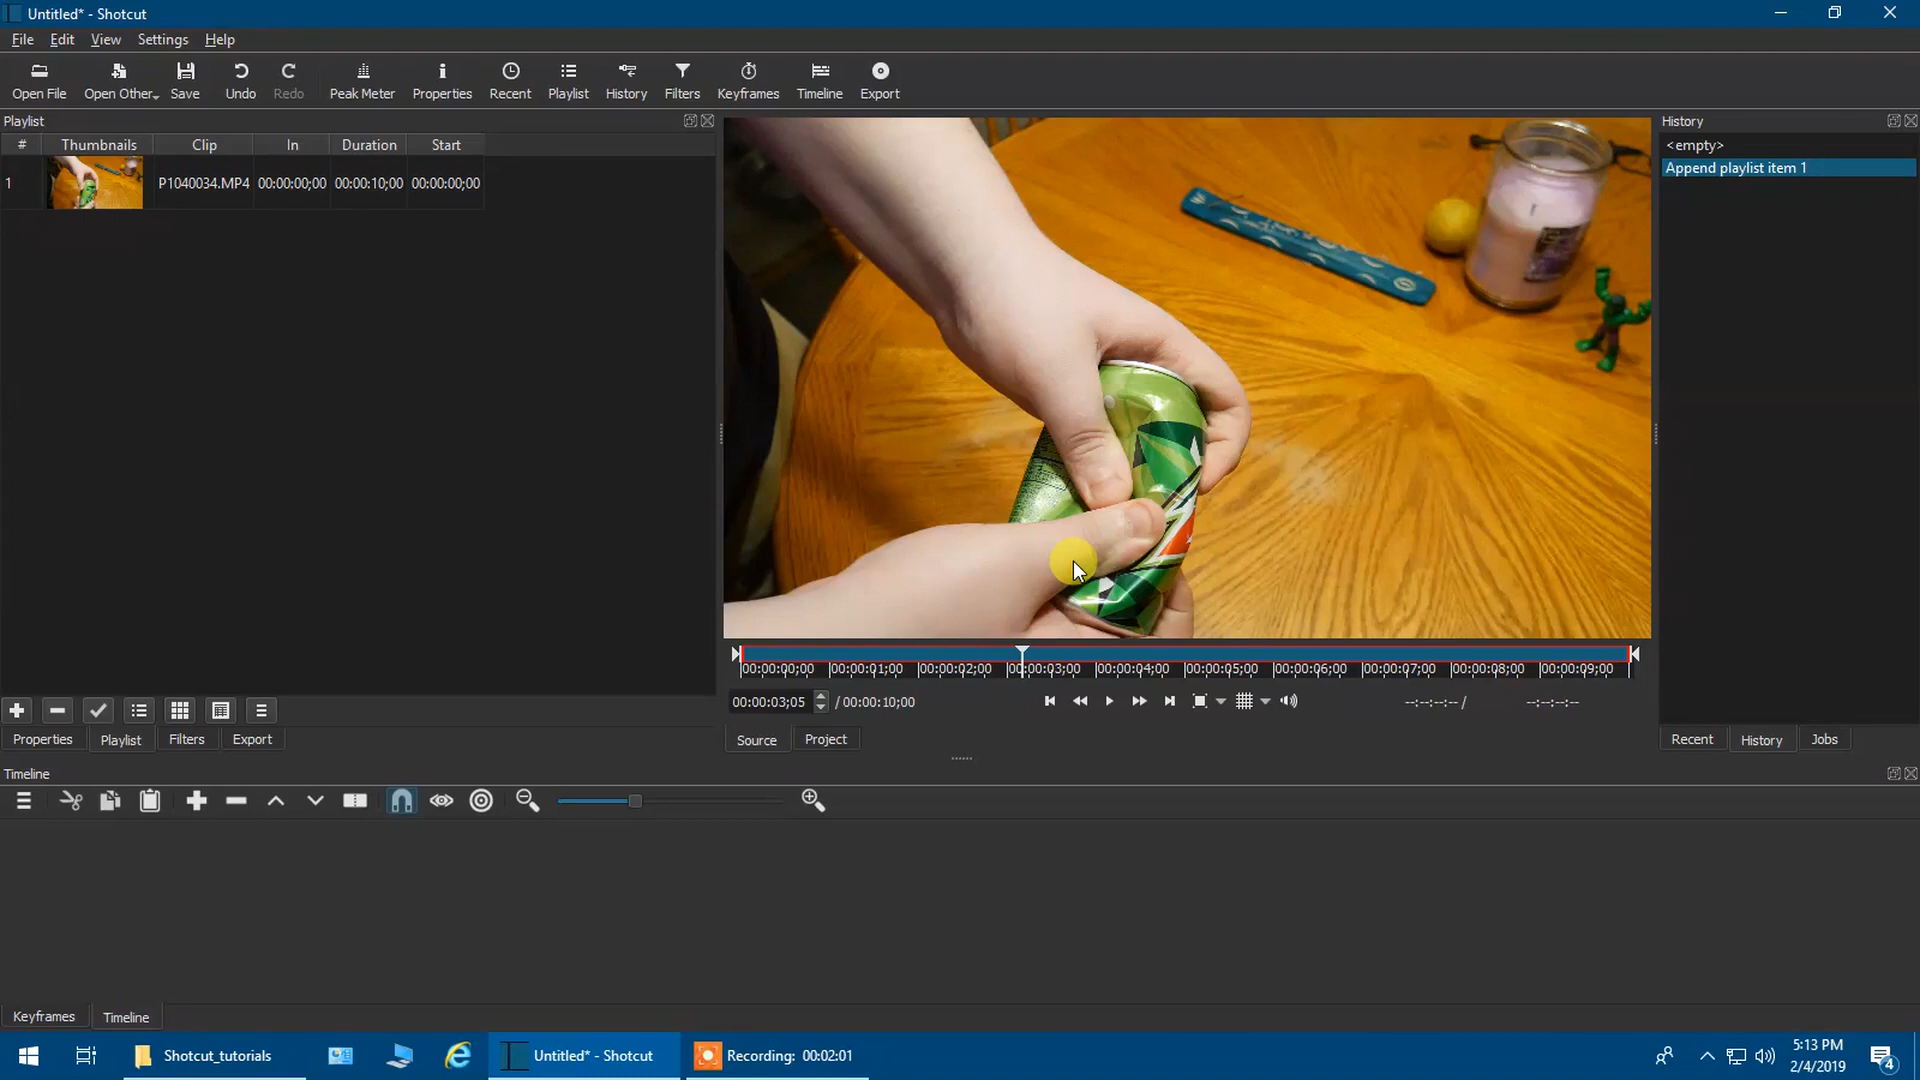 Untitled* - Shotcut
File Edit View Settings Help
Open File Open Other Save Undo Redo Peak Meter Properties Recent Playlist History Filters Keyframes Timeline Export
Playlist
# Thumbnails Clip In Duration Start
1 P1040034.MP4 00:00:00;00 00:00:10;00 00:00:00;00
History
<empty>
Append playlist item 1
00:00:00;00 00:00:01;00 00:00:02;00 00:00:03;00 00:00:04;00 00:00:05;00 00:00:06;00 00:00:07;00 00:00:08;00 00:00:09;00
00:00:03;05 / 00:00:10;00 --:--:--:-- / --:--:--:--
Properties Playlist Filters Export
Source Project
Recent History Jobs
Timeline
Keyframes Timeline
Shotcut_tutorials Untitled* - Shotcut Recording: 00:02:01
5:13 PM
2/4/2019
4